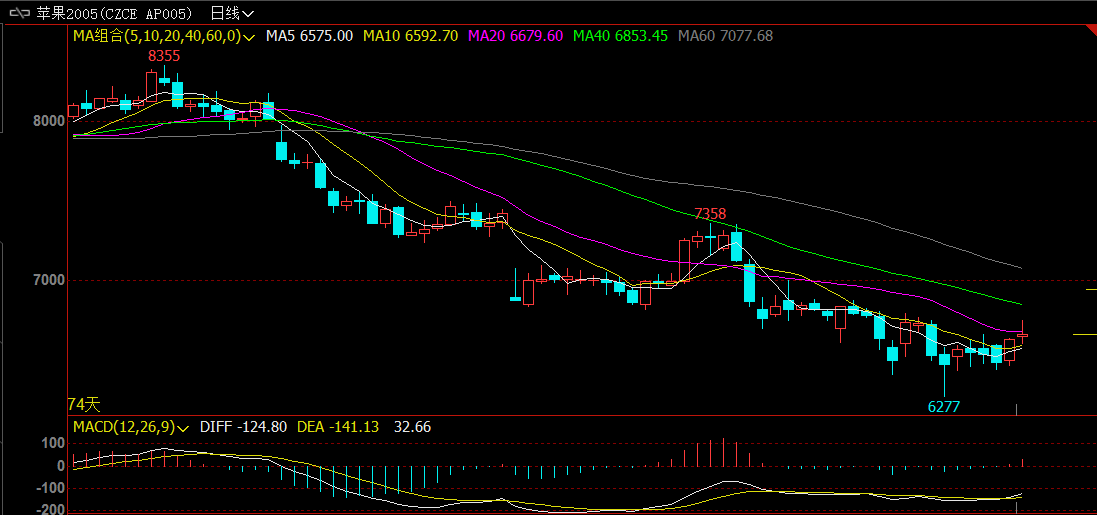 苹果2005(CZCE AP005) 日线
MA组合(5,10,20,40,60,0) MA5 6575.00 MA10 6592.70 MA20 6679.60 MA40 6853.45 MA60 7077.68
8355
8000
7358
7000
6277
74天
MACD(12,26,9) DIFF -124.80 DEA -141.13 32.66
100
0
-100
-200